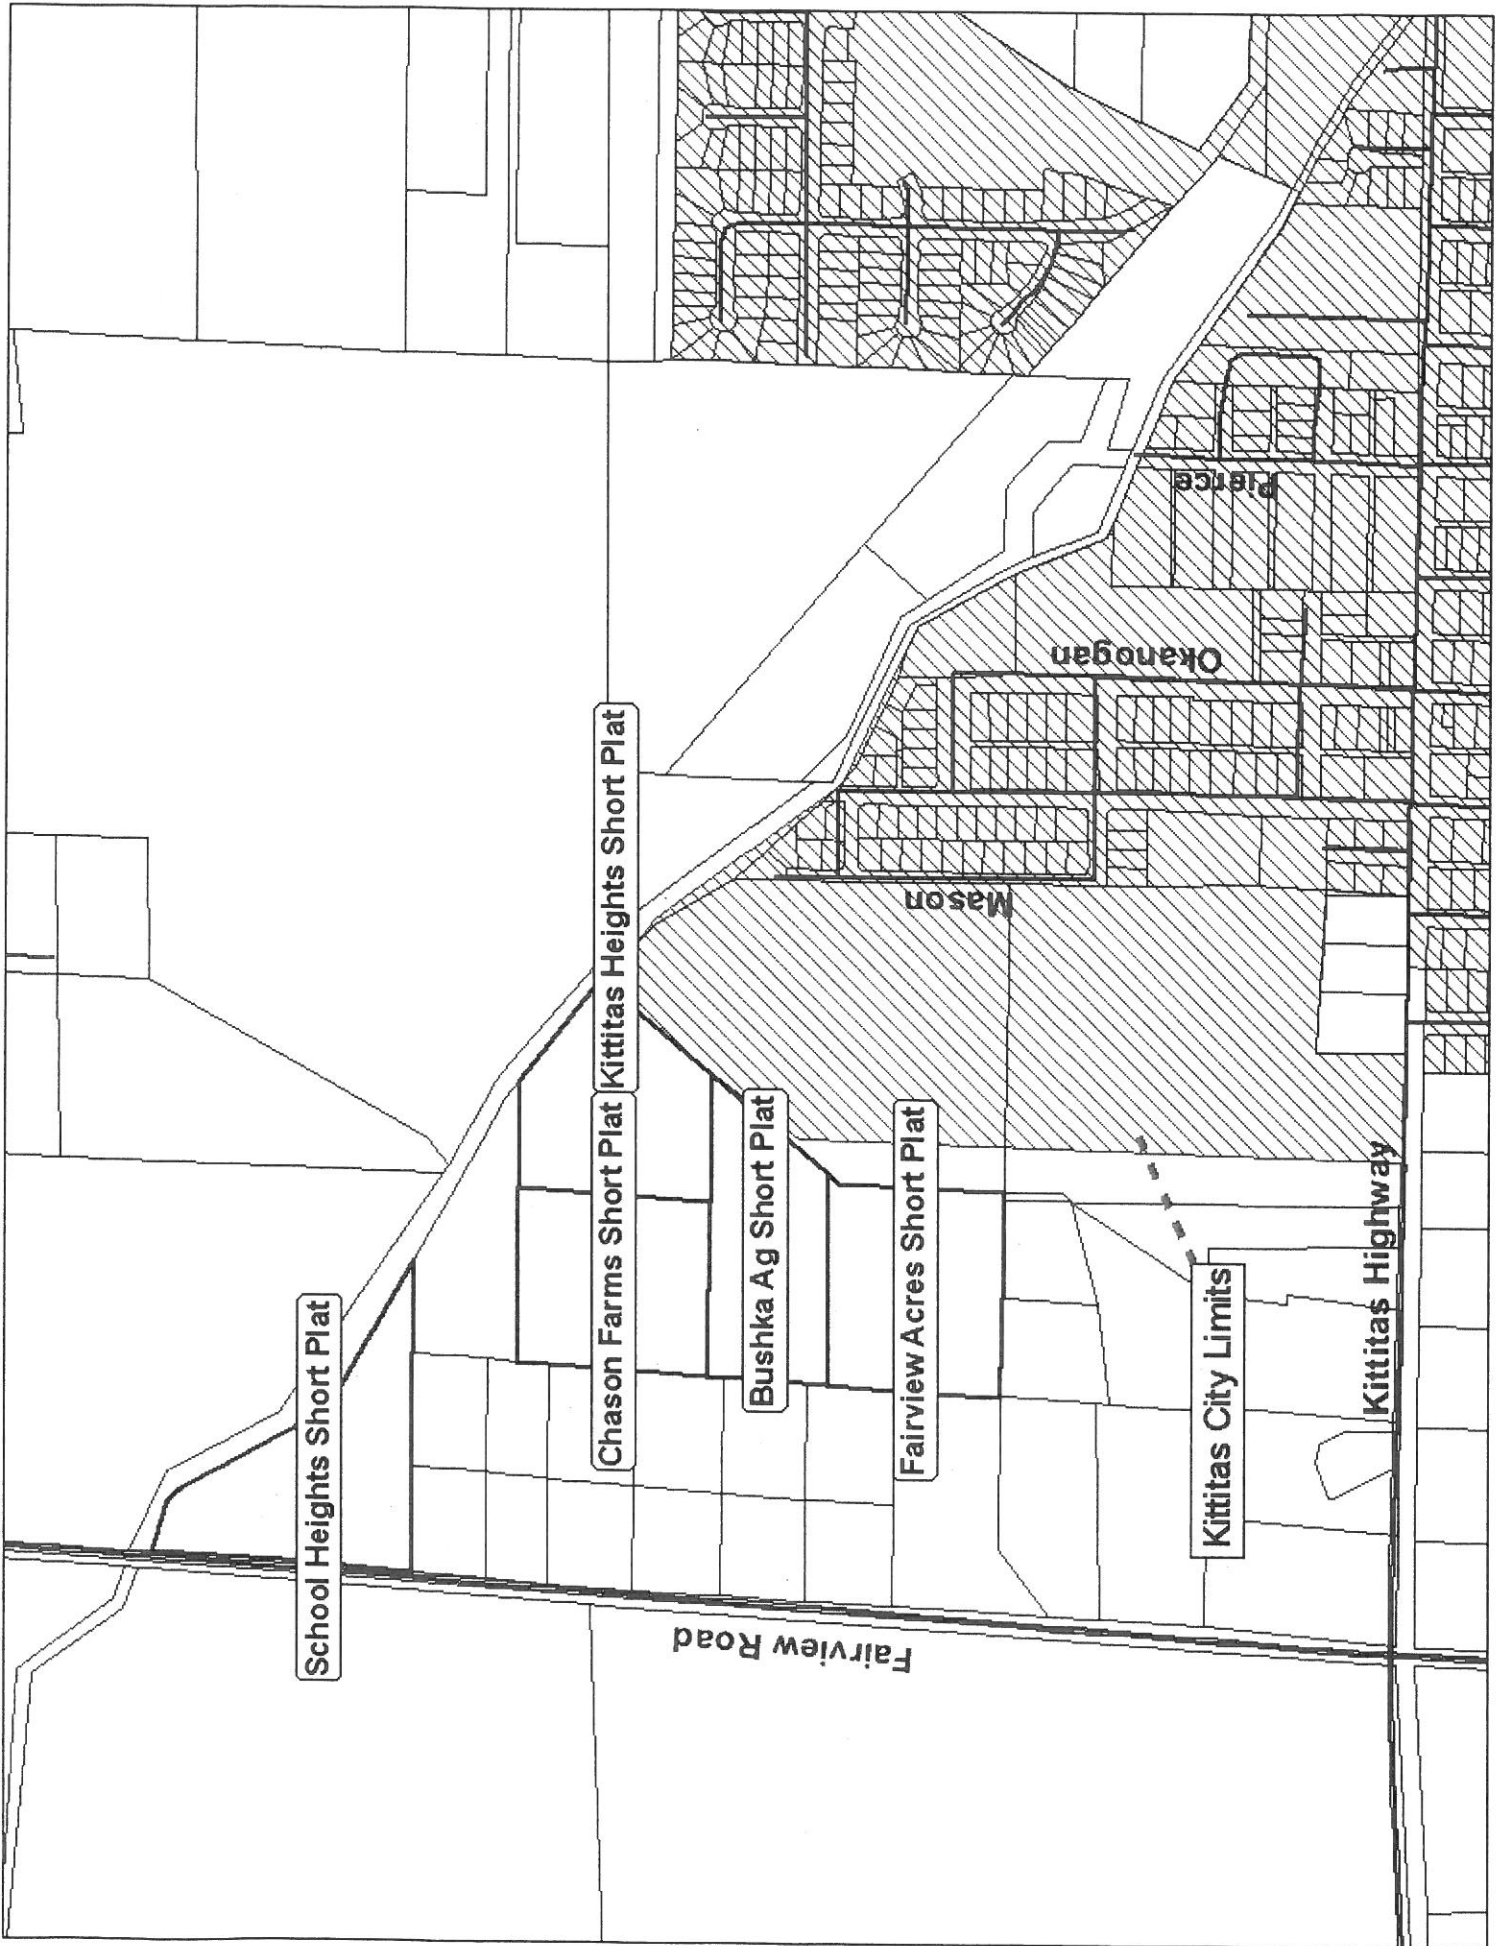 School Heights Short Plat
Kittitas Heights Short Plat
Chason Farms Short Plat
Bushka Ag Short Plat
Fairview Acres Short Plat
Kittitas City Limits
Kittitas Highway
Fairview Road
Mason
Okanogan
Pierce